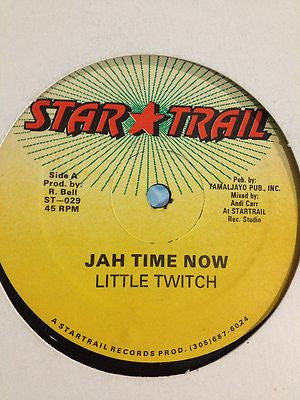 STAR TRAIL
Side A
Prod. by:
R. Bell
ST-029
45 RPM
Pub. by:
YAMALJAYO PUB., INC.
Mixed by:
Andi Carr
At STARTRAIL
Rec. Studio
JAH TIME NOW
LITTLE TWITCH
A STARTRAIL RECORDS PROD. (305) 687-6024